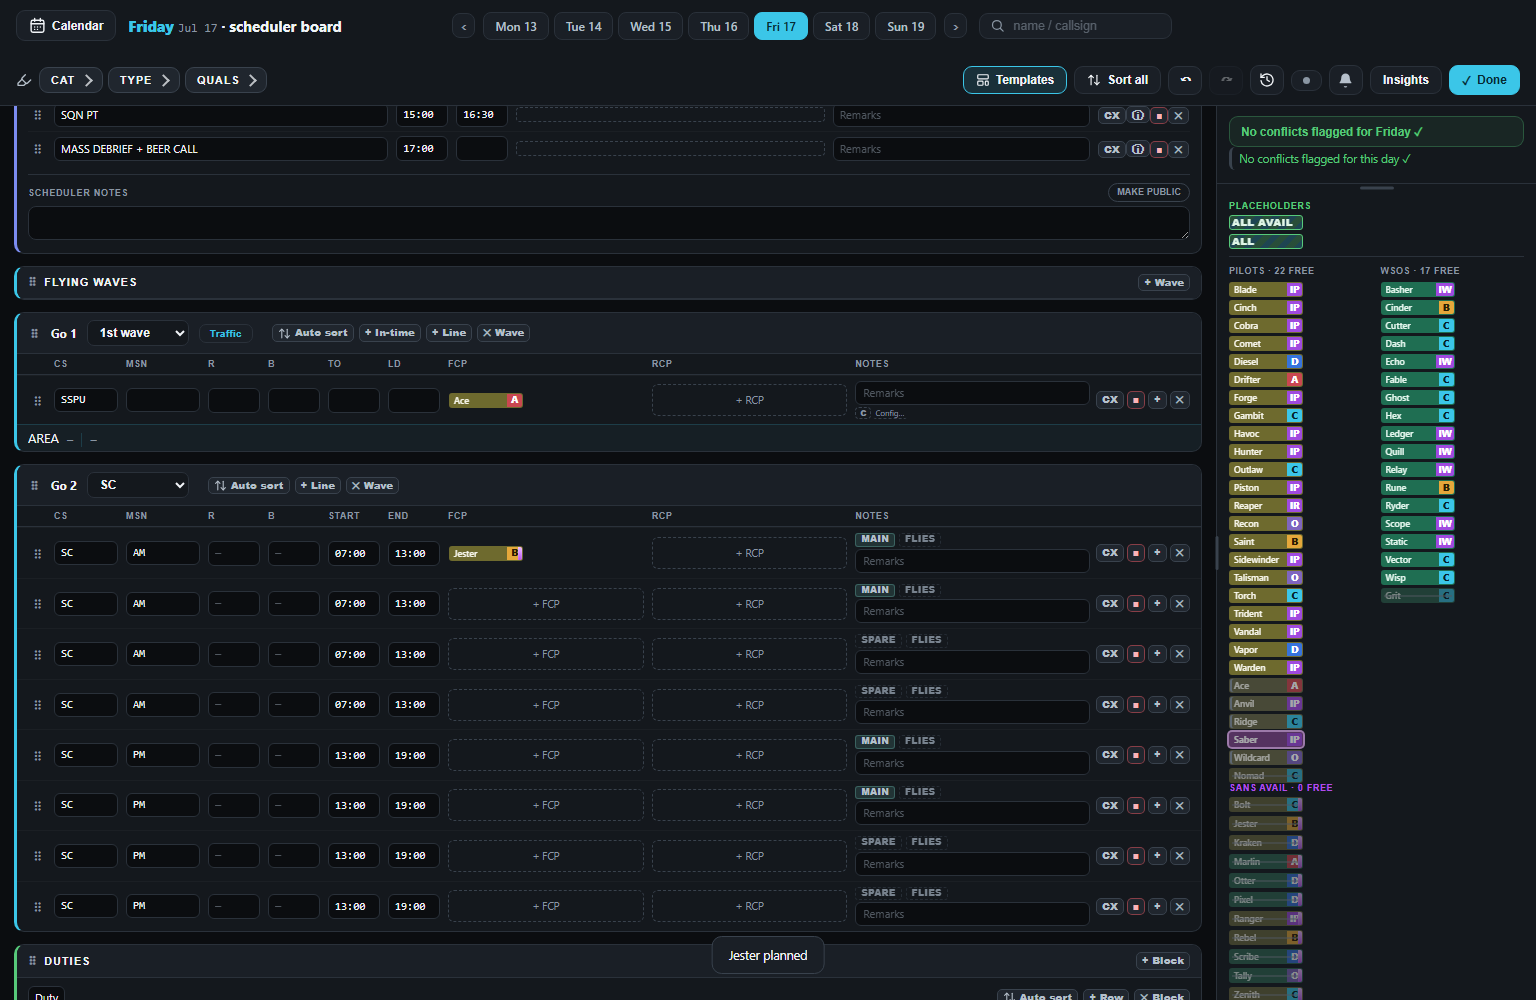 Calendar
Friday Jul 17 · scheduler board
‹ Mon 13 Tue 14 Wed 15 Thu 16 Fri 17 Sat 18 Sun 19 ›
name / callsign
CAT TYPE QUALS
Templates Sort all Insights ✓ Done
SQN PT 15:00 16:30 Remarks CX
MASS DEBRIEF + BEER CALL 17:00 Remarks CX
SCHEDULER NOTES MAKE PUBLIC
FLYING WAVES + Wave
Go 1 1st wave Traffic Auto sort + In-time + Line × Wave
CS MSN R B TO LD FCP RCP NOTES
SSPU Ace A + RCP Remarks CX
C Config...
AREA – | –
Go 2 SC Auto sort + Line × Wave
CS MSN R B START END FCP RCP NOTES
MAIN FLIES
SC AM – – 07:00 13:00 Jester B + RCP Remarks CX
MAIN FLIES
SC AM – – 07:00 13:00 + FCP + RCP Remarks CX
SPARE FLIES
SC AM – – 07:00 13:00 + FCP + RCP Remarks CX
SPARE FLIES
SC AM – – 07:00 13:00 + FCP + RCP Remarks CX
MAIN FLIES
SC PM – – 13:00 19:00 + FCP + RCP Remarks CX
MAIN FLIES
SC PM – – 13:00 19:00 + FCP + RCP Remarks CX
SPARE FLIES
SC PM – – 13:00 19:00 + FCP + RCP Remarks CX
SPARE FLIES
SC PM – – 13:00 19:00 + FCP + RCP Remarks CX
DUTIES + Block
Jester planned
Duty Auto sort + Row × Block
No conflicts flagged for Friday ✓
No conflicts flagged for this day ✓
PLACEHOLDERS
ALL AVAIL
ALL
PILOTS · 22 FREE
Blade IP
Cinch IP
Cobra IP
Comet IP
Diesel D
Drifter A
Forge IP
Gambit C
Havoc IP
Hunter IP
Outlaw C
Piston IP
Reaper IR
Recon O
Saint B
Sidewinder IP
Talisman O
Torch C
Trident IP
Vandal IP
Vapor D
Warden IP
Ace A
Anvil IP
Ridge C
Saber IP
Wildcard O
Nomad C
WSOS · 17 FREE
Basher IW
Cinder B
Cutter C
Dash C
Echo IW
Fable C
Ghost C
Hex C
Ledger IW
Quill IW
Relay IW
Rune B
Ryder C
Scope IW
Static IW
Vector C
Wisp C
Grit C
SANS AVAIL · 0 FREE
Bolt C
Jester B
Kraken D
Marlin A
Otter D
Pixel D
Ranger IP
Rebel B
Scribe D
Tally O
Zenith C